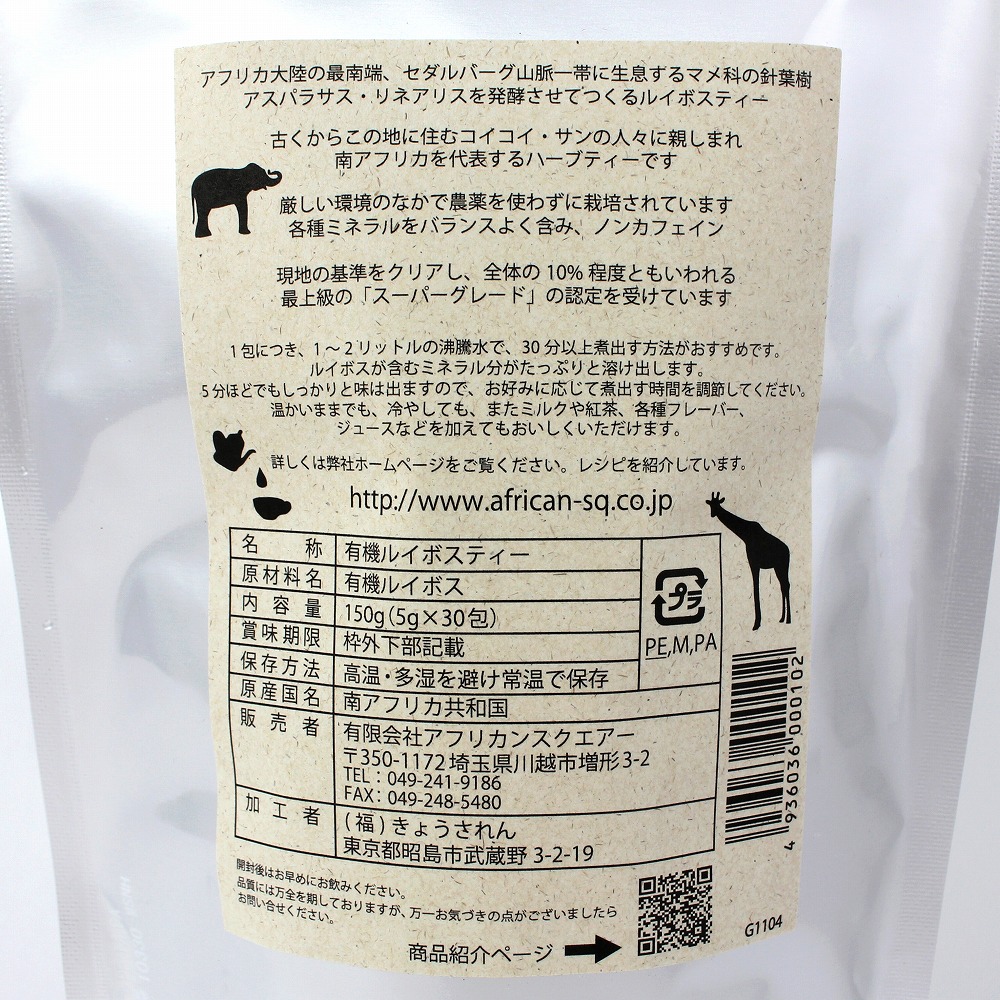 アフリカ大陸の最南端、セダルバーグ山脈一帯に生息するマメ科の針葉樹
アスパラサス・リネアリスを発酵させてつくるルイボスティー
古くからこの地に住むコイコイ・サンの人々に親しまれ
南アフリカを代表するハーブティーです
厳しい環境のなかで農薬を使わずに栽培されています
各種ミネラルをバランスよく含み、ノンカフェイン
現地の基準をクリアし、全体の10%程度ともいわれる
最上級の「スーパーグレード」の認定を受けています
1包につき、1～2リットルの沸騰水で、30分以上煮出す方法がおすすめです。
ルイボスが含むミネラル分がたっぷりと溶け出します。
5分ほどでもしっかりと味は出ますので、お好みに応じて煮出す時間を調節してください。
温かいままでも、冷やしても、またミルクや紅茶、各種フレーバー、
ジュースなどを加えてもおいしくいただけます。
詳しくは弊社ホームページをご覧ください。レシピを紹介しています。
http://www.african-sq.co.jp
名称 有機ルイボスティー
原材料名 有機ルイボス
内容量 150g(5g×30包)
賞味期限 枠外下部記載
保存方法 高温・多湿を避け常温で保存
原産国名 南アフリカ共和国
販売者 有限会社アフリカンスクエアー
〒350-1172埼玉県川越市増形3-2
TEL：049-241-9186
FAX：049-248-5480
加工者 (福)きょうされん
東京都昭島市武蔵野3-2-19
プラ
PE,M,PA
4936036000102
開封後はお早めにお飲みください。
品質には万全を期しておりますが、万一お気づきの点がございましたら
お問い合せください。
商品紹介ページ
G1104